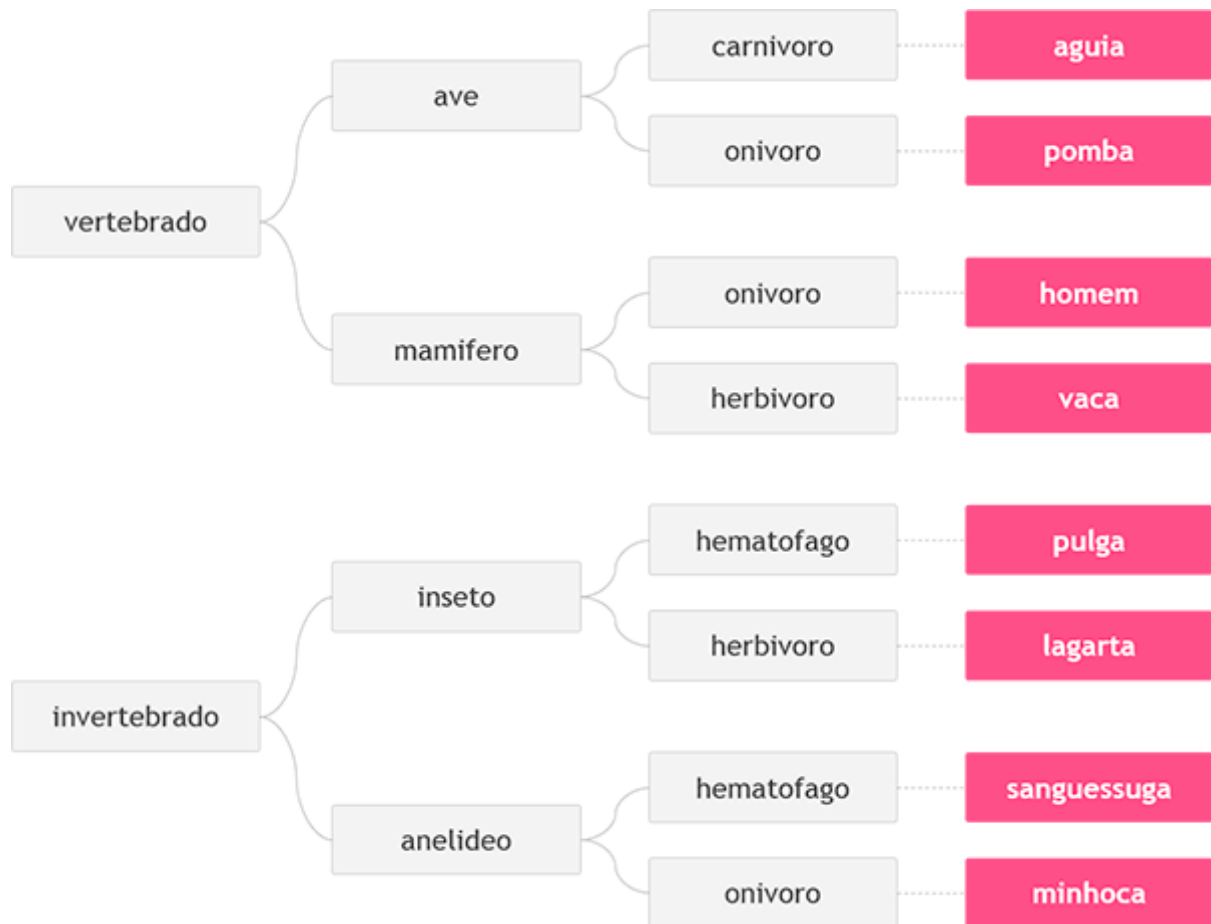 vertebrado
ave
carnivoro
aguia
onivoro
pomba
mamifero
onivoro
homem
herbivoro
vaca
invertebrado
inseto
hematofago
pulga
herbivoro
lagarta
anelideo
hematofago
sanguessuga
onivoro
minhoca